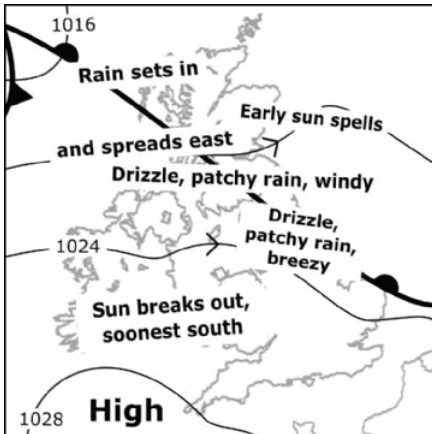 1016
Rain sets in
Early sun spells
and spreads east
Drizzle, patchy rain, windy
Drizzle,
patchy rain,
breezy
1024
Sun breaks out,
soonest south
High
1028